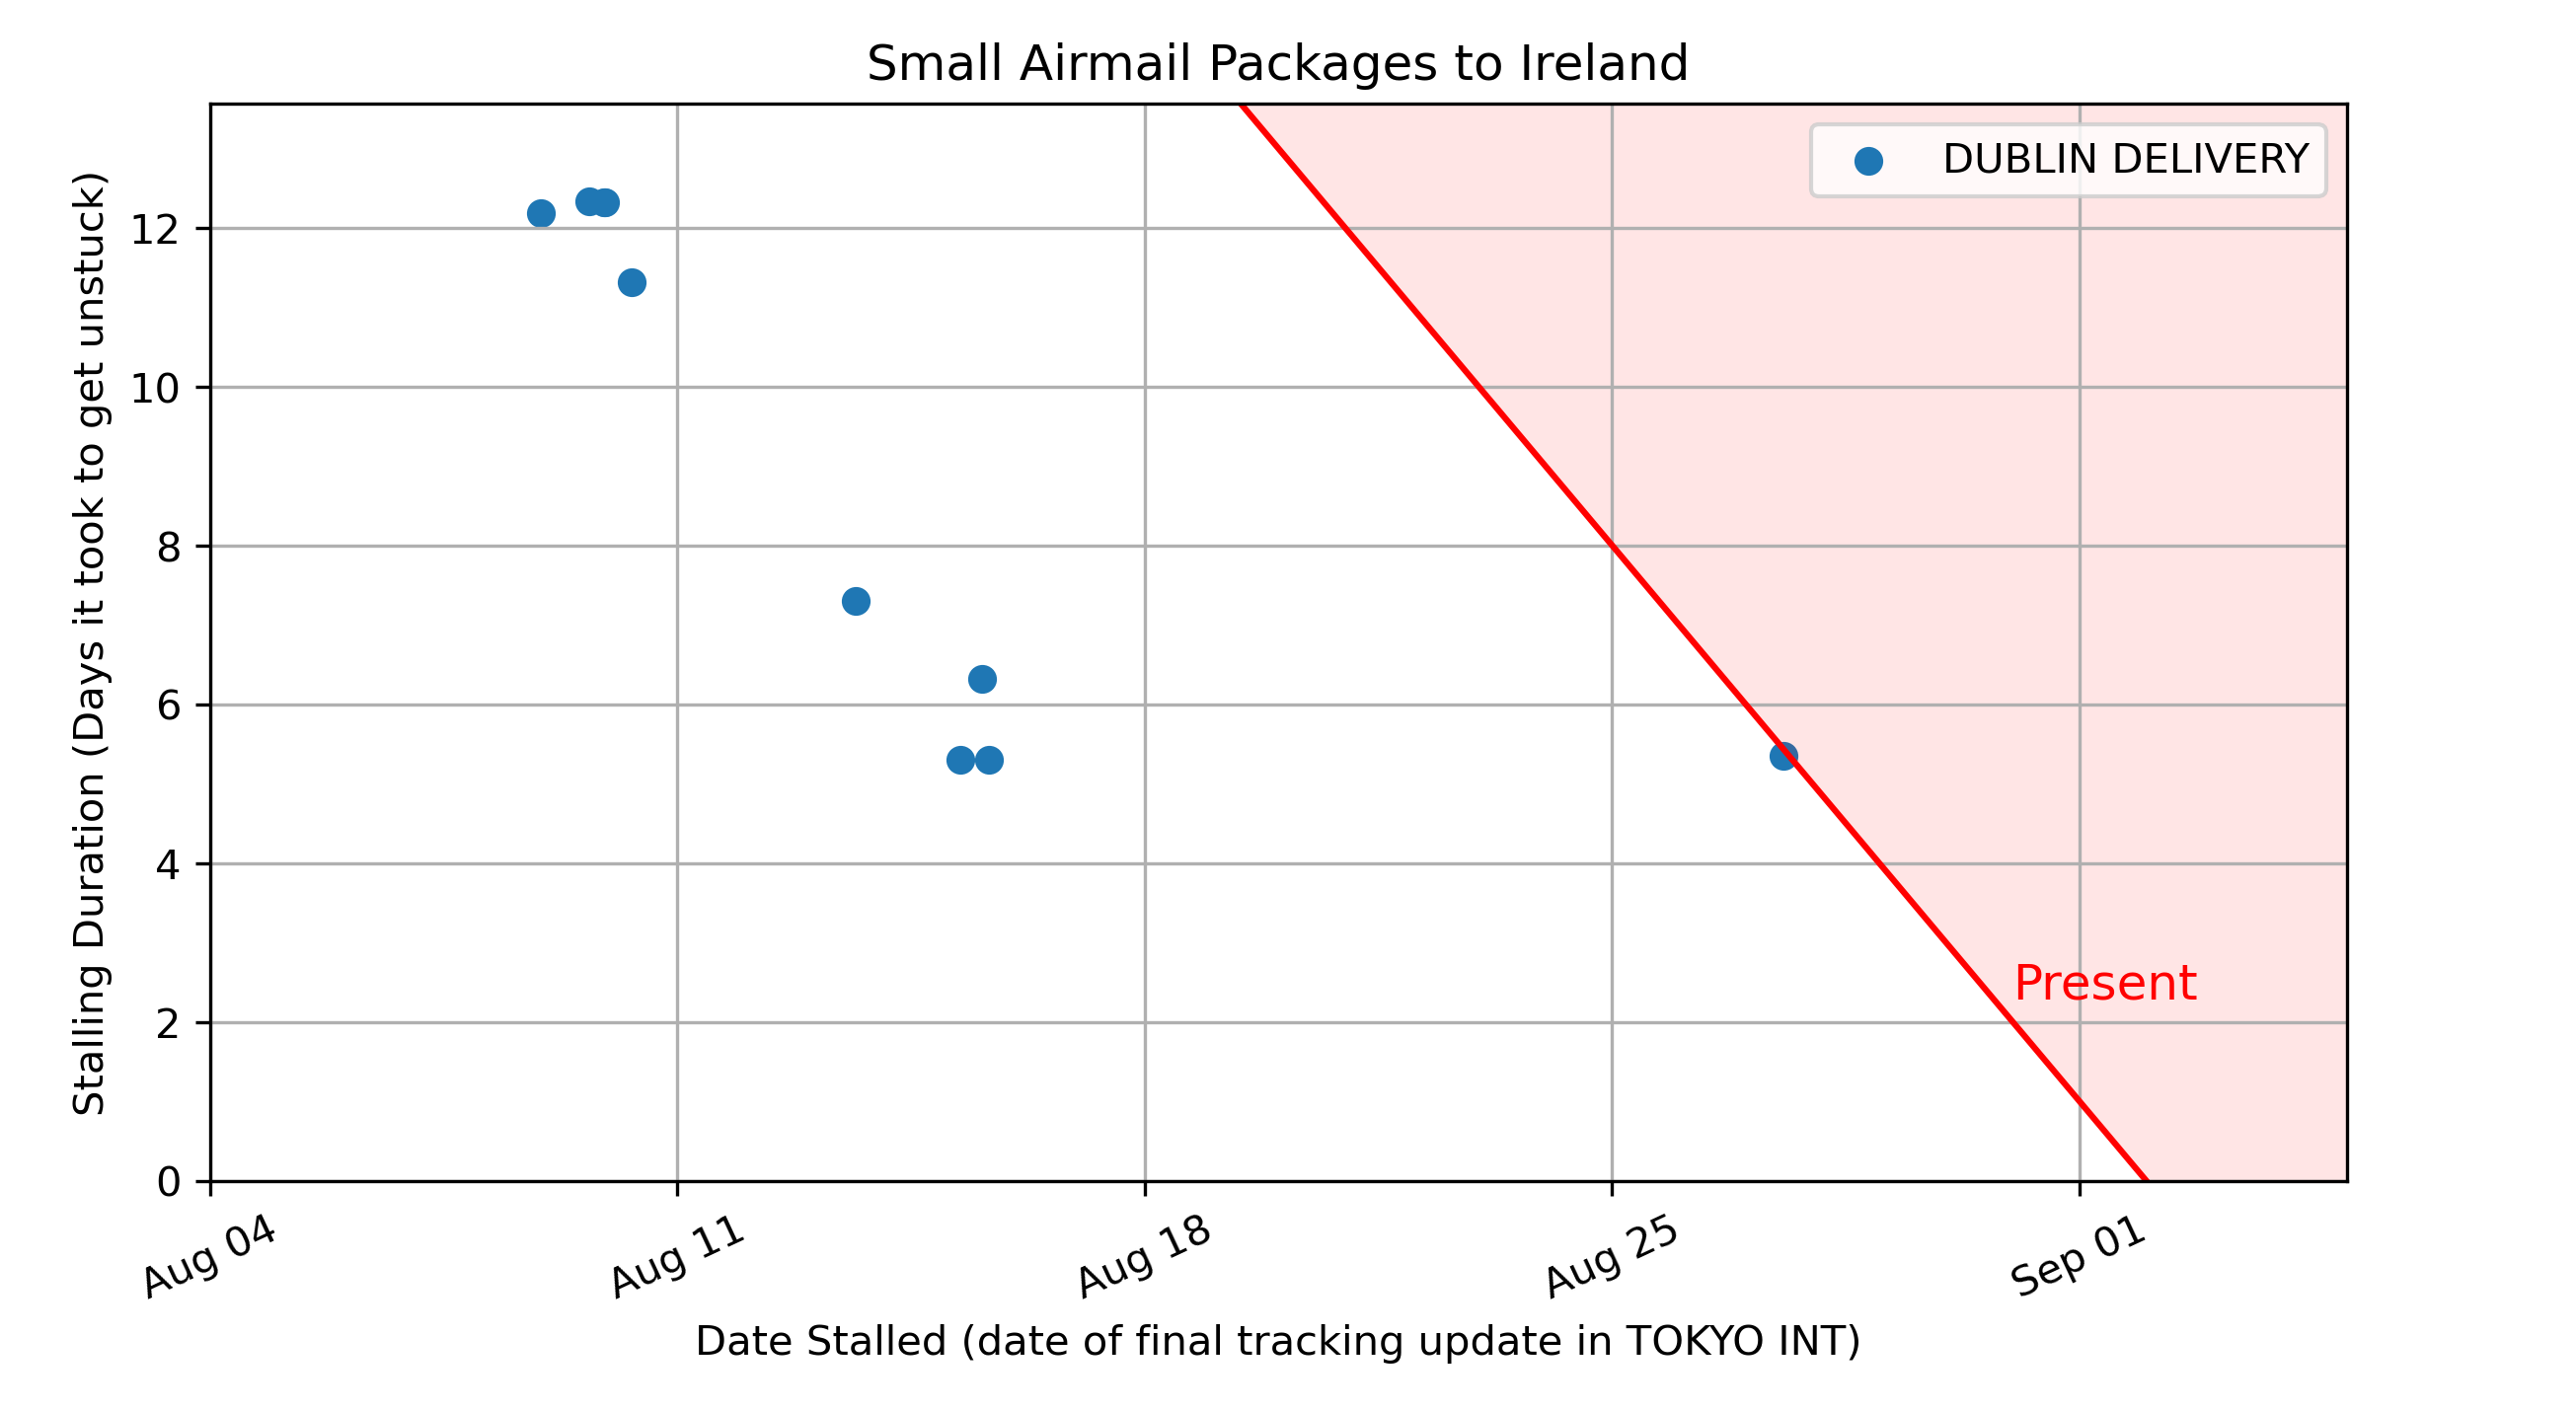 Small Airmail Packages to Ireland
DUBLIN DELIVERY
Stalling Duration (Days it took to get unstuck)
12
10
8
6
4
2
0
Present
Aug 04
Aug 11
Aug 18
Aug 25
Sep 01
Date Stalled (date of final tracking update in TOKYO INT)